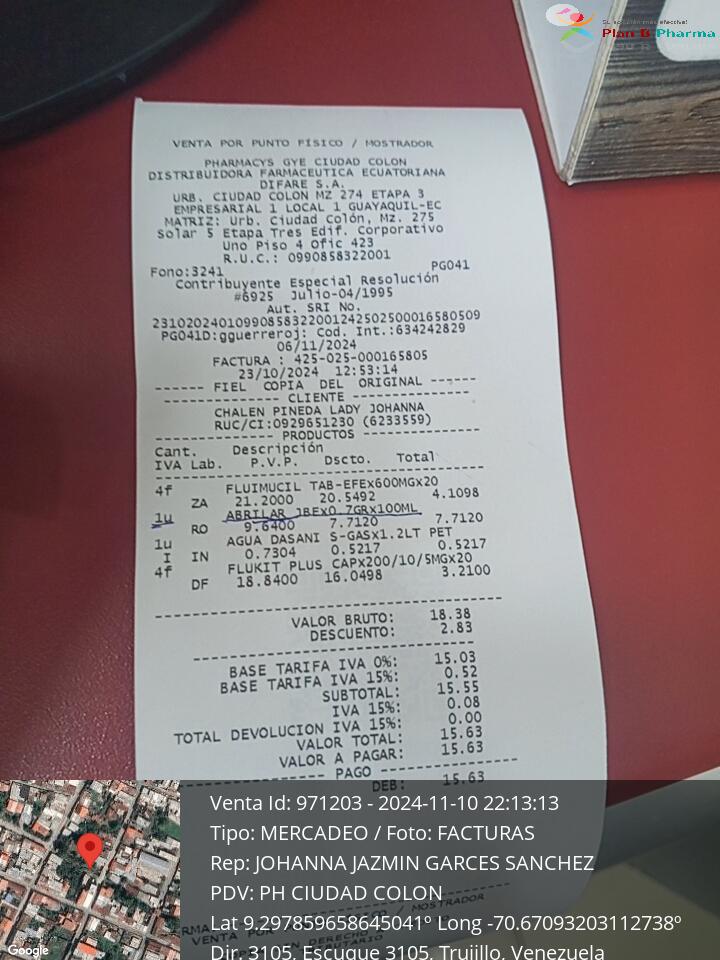 Su solución más efectiva!
Plan B Pharma
VENTA POR PUNTO FÍSICO / MOSTRADOR
PHARMACYS GYE CIUDAD COLON
DISTRIBUIDORA FARMACEUTICA ECUATORIANA
DIFARE S.A.
URB. CIUDAD COLON MZ 274 ETAPA 3
EMPRESARIAL 1 LOCAL 1 GUAYAQUIL-EC
MATRIZ: Urb. Ciudad Colón, Mz. 275
Solar 5 Etapa Tres Edif. Corporativo
Uno Piso 4 Ofic 423
R.U.C.: 0990858322001
Fono:3241 PG041
Contribuyente Especial Resolución
#6925 Julio-04/1995
Aut. SRI No.
2310202401099085832200124250250001658050​9
PG041D:gguerreroj: Cod. Int.:634242829
06/11/2024
FACTURA : 425-025-000165805
23/10/2024 12:53:14
------ FIEL COPIA DEL ORIGINAL ------
------------- CLIENTE -------------
CHALEN PINEDA LADY JOHANNA
RUC/CI:0929651230 (6233559)
------------- PRODUCTOS -------------
Cant. Descripción
IVA Lab. P.V.P. Dscto. Total
4f FLUIMUCIL TAB-EFEx600MGx20
ZA 21.2000 20.5492 4.1098
1u ABRILAR JBEx0.7GRx100ML
RO 9.6400 7.7120 7.7120
1u AGUA DASANI S-GASx1.2LT PET
I IN 0.7304 0.5217 0.5217
4f FLUKIT PLUS CAPx200/10/5MGx20
DF 18.8400 16.0498 3.2100
VALOR BRUTO: 18.38
DESCUENTO: 2.83
BASE TARIFA IVA 0%: 15.03
BASE TARIFA IVA 15%: 0.52
SUBTOTAL: 15.55
IVA 15%: 0.08
TOTAL DEVOLUCION IVA 15%: 0.00
VALOR TOTAL: 15.63
VALOR A PAGAR: 15.63
------------- PAGO -------------
DEB: 15.63
Venta Id: 971203 - 2024-11-10 22:13:13
Tipo: MERCADEO / Foto: FACTURAS
Rep: JOHANNA JAZMIN GARCES SANCHEZ
PDV: PH CIUDAD COLON
Lat 9.297859658645041º Long -70.67093203112738º
Dir. 3105, Escuque 3105, Trujillo, Venezuela
Google
VENTA POR
MOSTRADOR
EN DERECHO